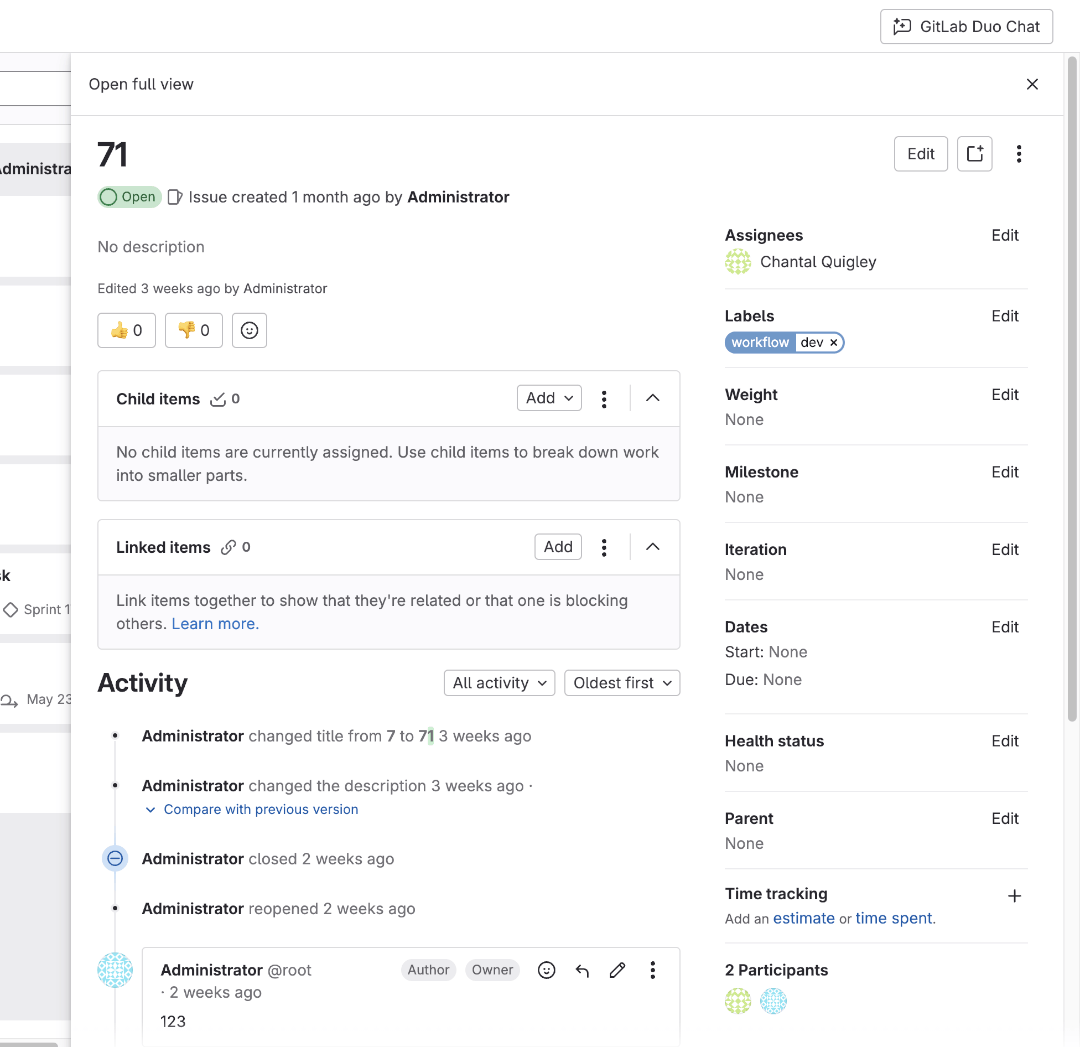 GitLab Duo Chat
Open full view
Administra
71
Edit
Open Issue created 1 month ago by Administrator
No description
Edited 3 weeks ago by Administrator
👍 0 👎 0
Child items 0 Add
No child items are currently assigned. Use child items to break down work
into smaller parts.
Linked items 0 Add
Link items together to show that they're related or that one is blocking
others. Learn more.
Activity All activity Oldest first
Administrator changed title from 7 to 71 3 weeks ago
Administrator changed the description 3 weeks ago ·
Compare with previous version
Administrator closed 2 weeks ago
Administrator reopened 2 weeks ago
Administrator @root Author Owner
· 2 weeks ago
123
Assignees Edit
Chantal Quigley
Labels Edit
workflow dev ×
Weight Edit
None
Milestone Edit
None
Iteration Edit
None
Dates Edit
Start: None
Due: None
Health status Edit
None
Parent Edit
None
Time tracking
Add an estimate or time spent.
2 Participants
sk
Sprint 1
May 23